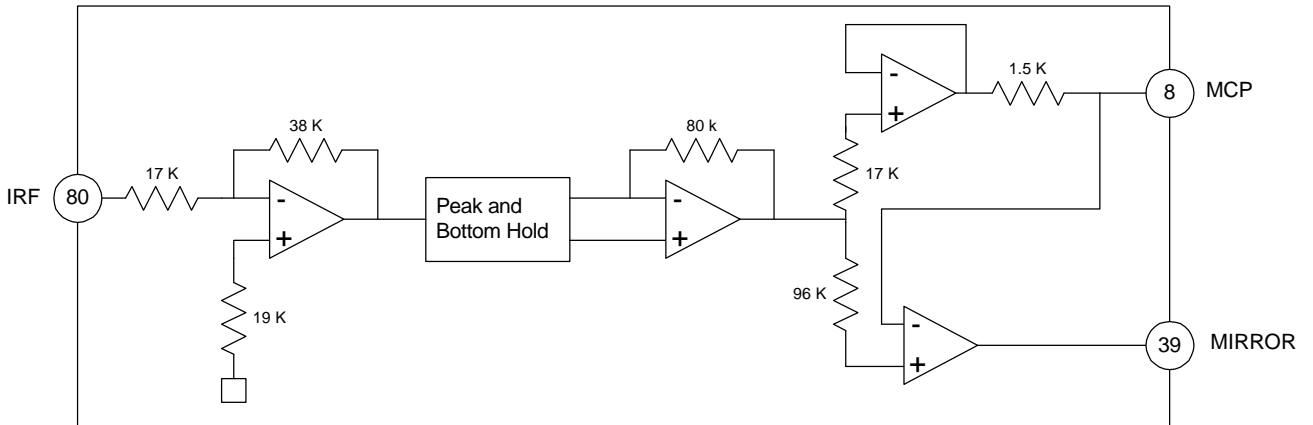 1.5 K
8
MCP
-
+
38 K
80 k
IRF
80
17 K
-
+
Peak and
Bottom Hold
-
+
17 K
19 K
96 K
-
+
39
MIRROR